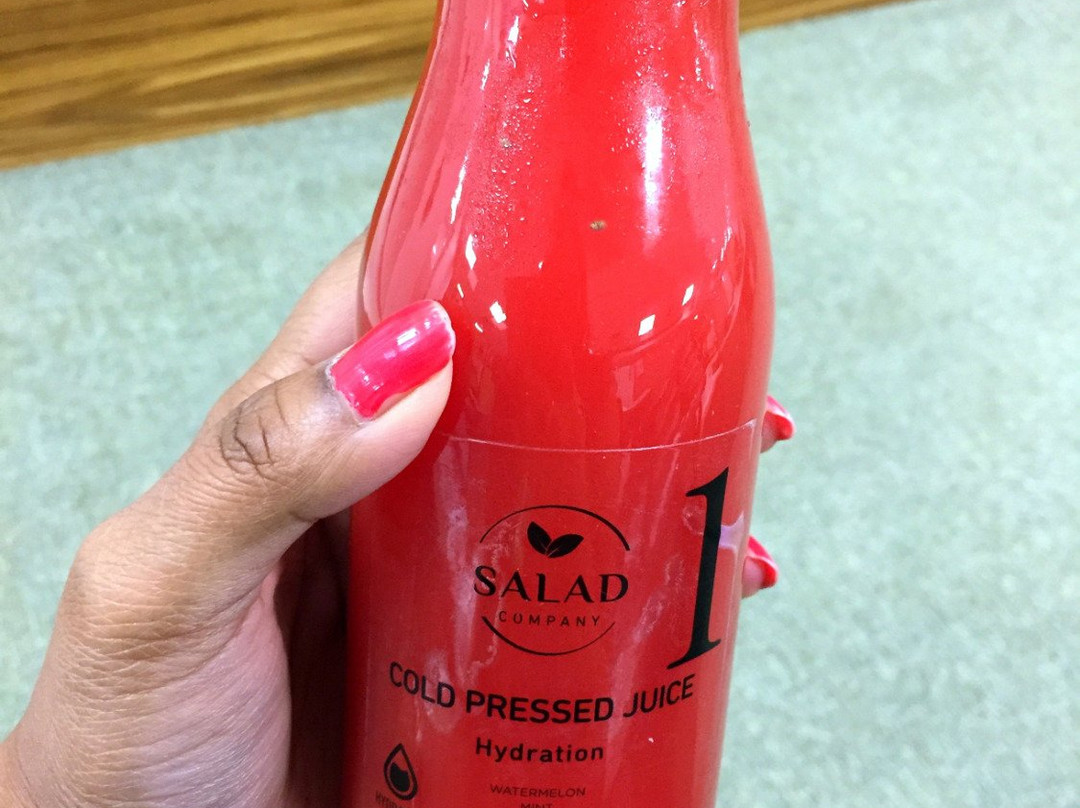 1
SALAD
COMPANY
COLD PRESSED JUICE
Hydration
WATERMELON
MINT